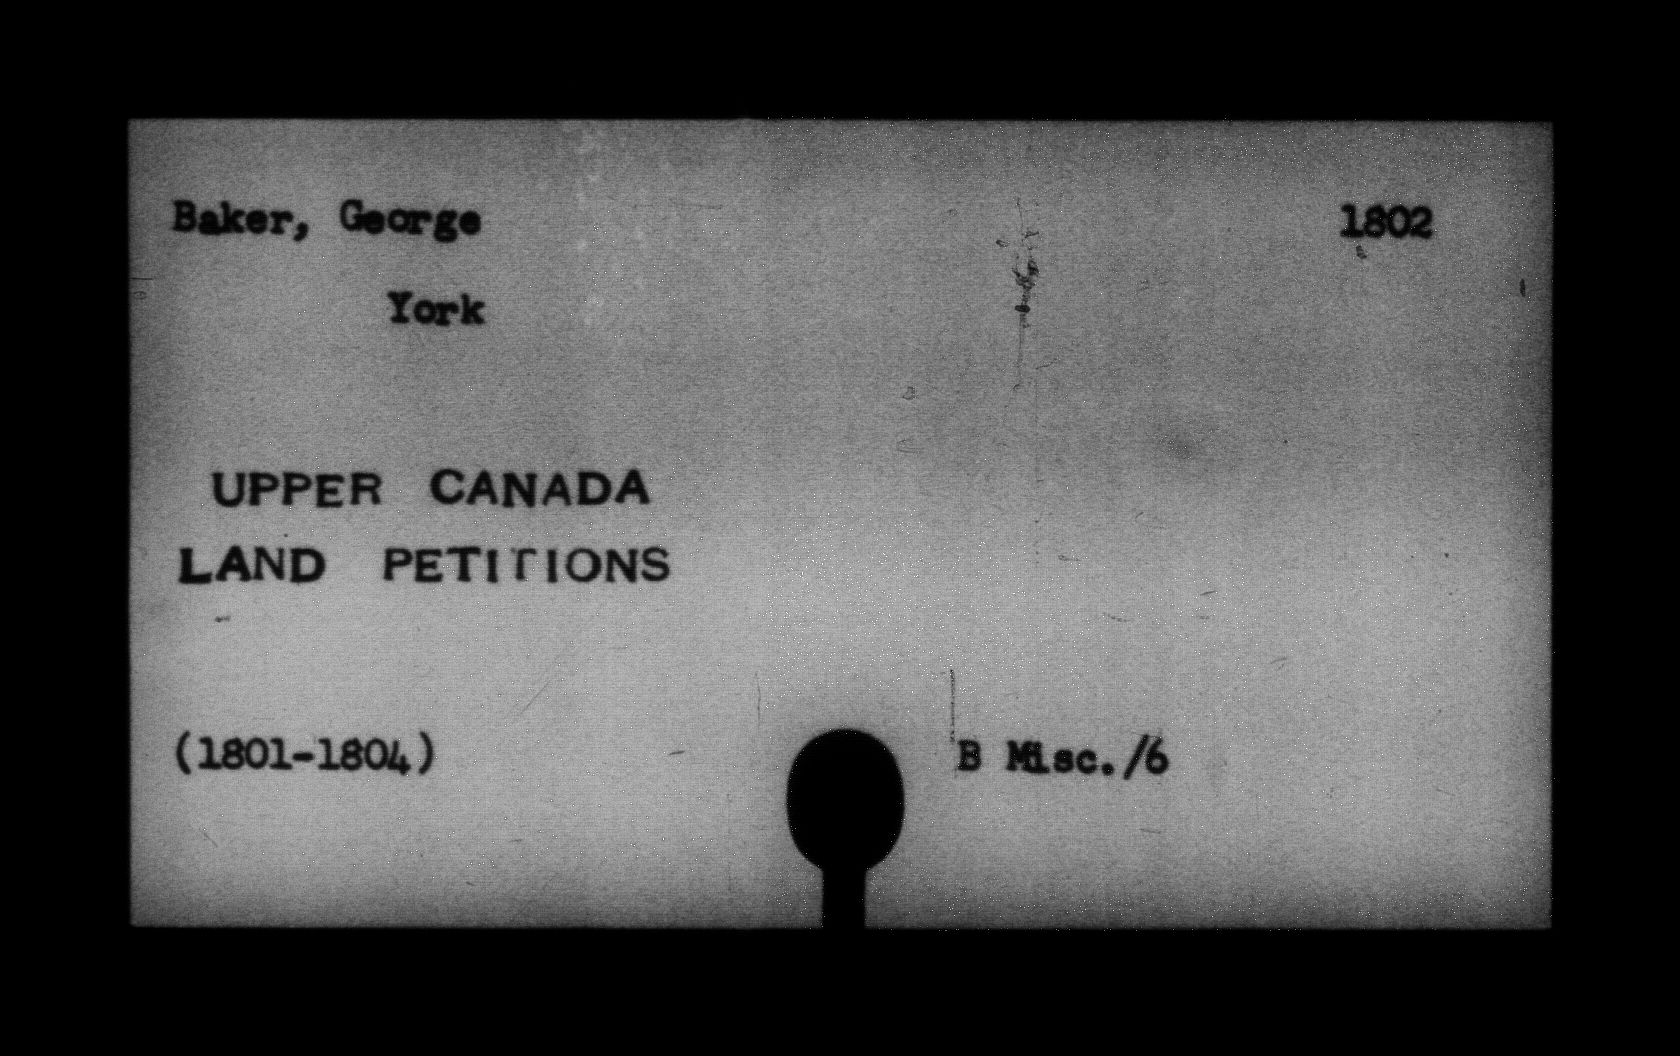 Baker, George 1802
York
UPPER CANADA
LAND PETITIONS
(1801-1804) B Misc./6